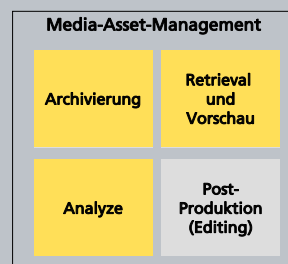 Media-Asset-Management
Archivierung
Retrieval
und
Vorschau
Analyze
Post-
Produktion
(Editing)